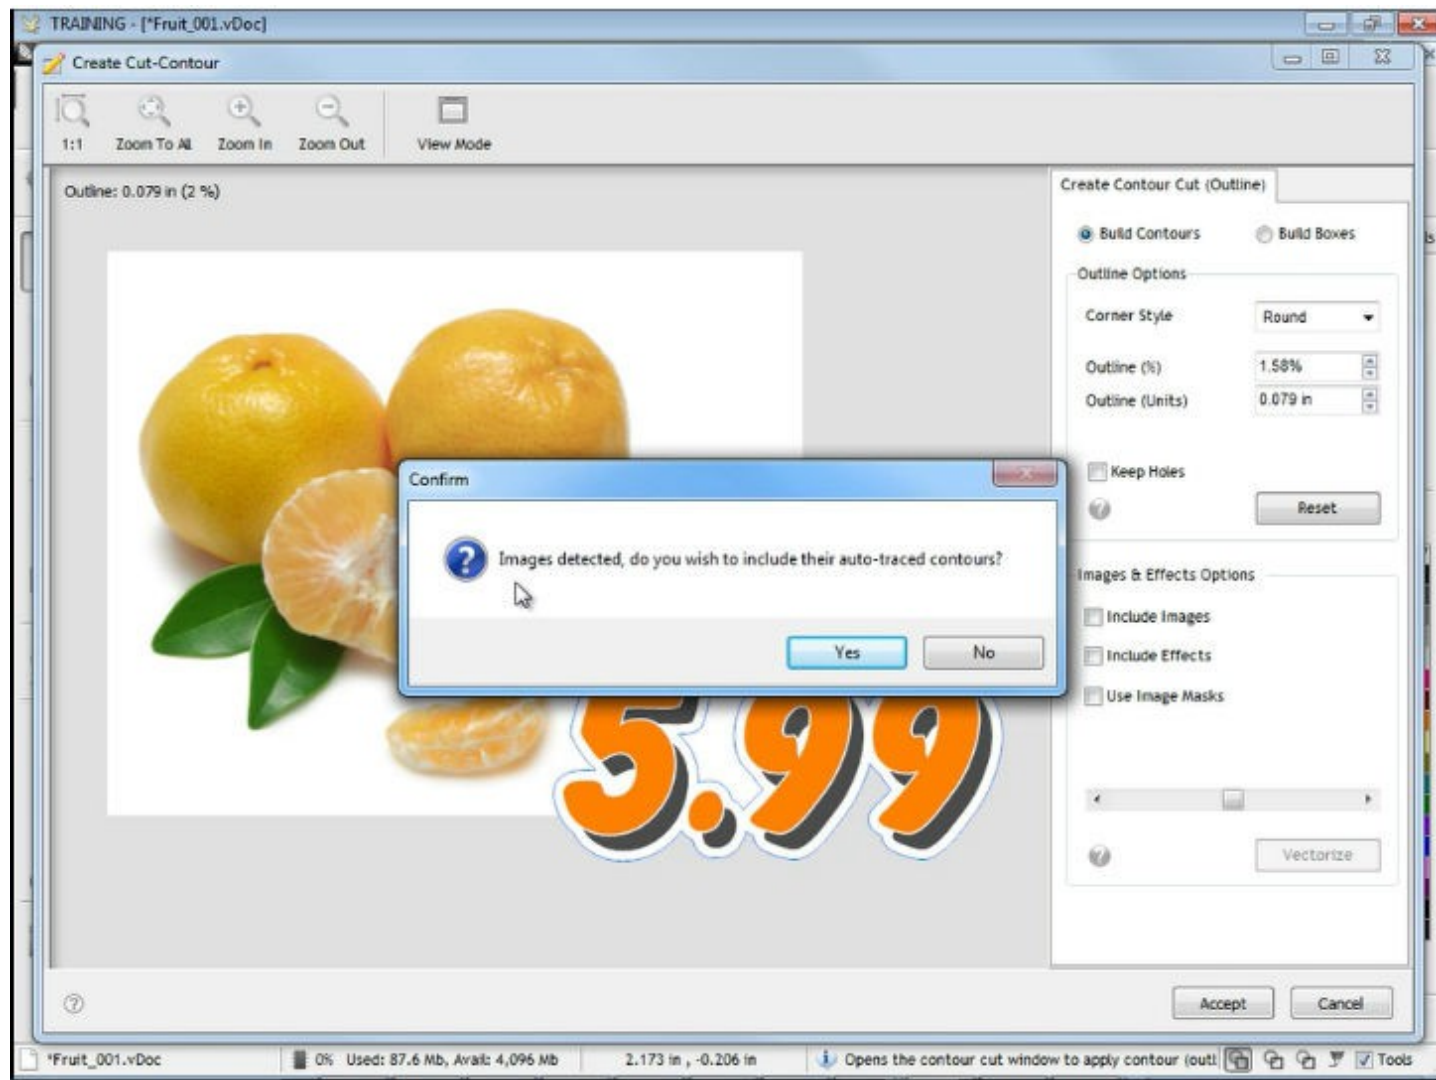 TRAINING - [*Fruit_001.vDoc]
Create Cut-Contour
1:1 Zoom To All Zoom In Zoom Out View Mode
Outline: 0.079 in (2 %)
Create Contour Cut (Outline)
Build Contours Build Boxes
Outline Options
Corner Style Round
Outline (%) 1.58%
Outline (Units) 0.079 in
Keep Holes
Reset
Confirm
Images detected, do you wish to include their auto-traced contours?
Yes No
Images & Effects Options
Include Images
Include Effects
Use Image Masks
5.99
Vectorize
Accept Cancel
*Fruit_001.vDoc 0% Used: 87.6 Mb, Avail: 4,096 Mb 2.173 in , -0.206 in Opens the contour cut window to apply contour (outl Tools